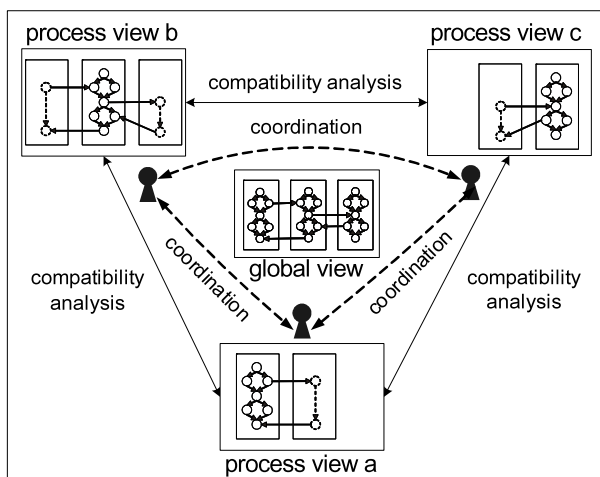 process view b
process view c
compatibility analysis
coordination
global view
coordination
coordination
compatibility
analysis
compatibility
analysis
process view a